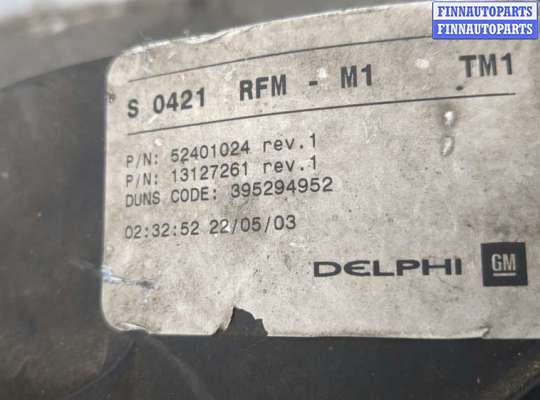 FINNAUTOPARTS
FINNAUTOPARTS
S 0421 RFM - M1 TM1
P/N: 52401024 rev.1
P/N: 13127261 rev.1
DUNS CODE: 395294952
02:32:52 22/05/03
DELPHI GM